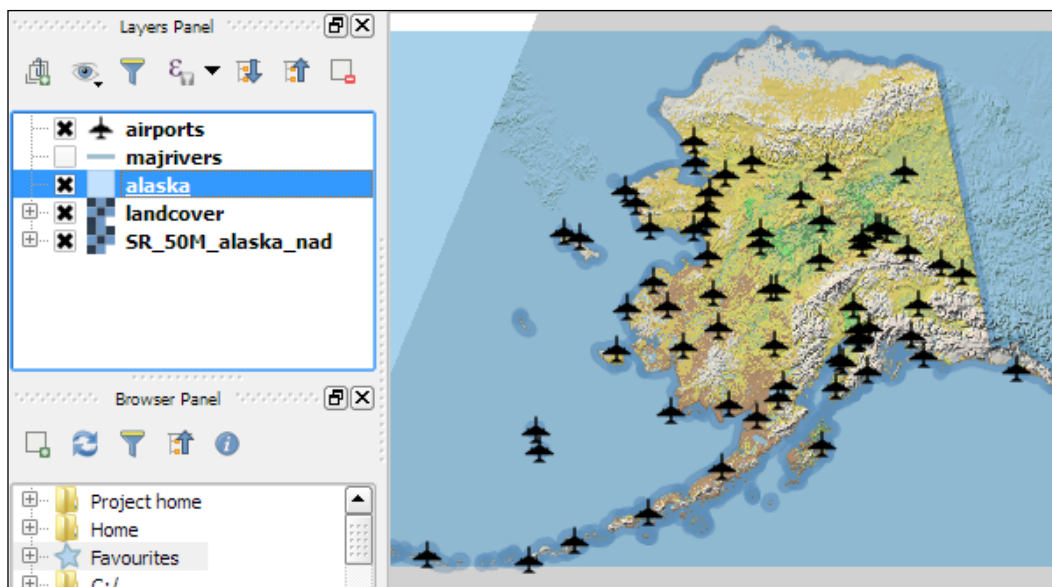 Layers Panel
airports
majrivers
alaska
landcover
SR_50M_alaska_nad
Browser Panel
Project home
Home
Favourites
C:/